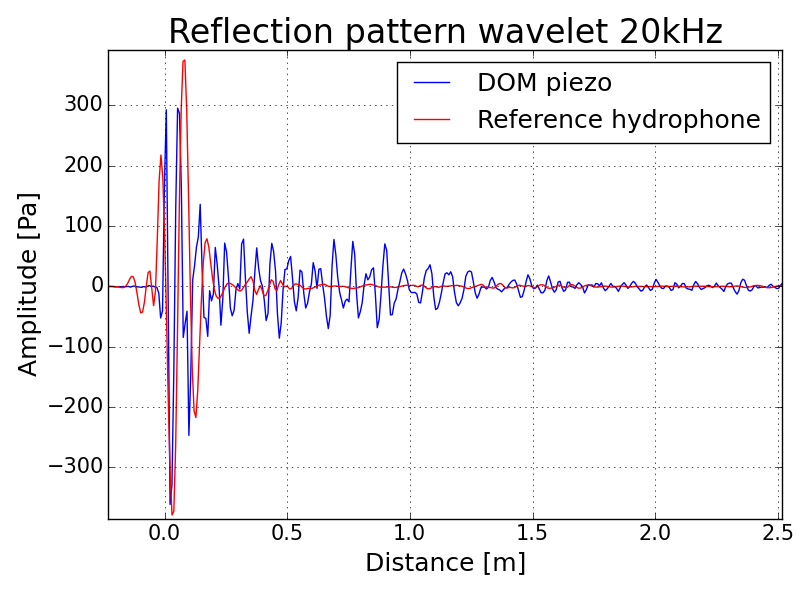 Reflection pattern wavelet 20kHz
DOM piezo
Reference hydrophone
Amplitude [Pa]
300
200
100
0
−100
−200
−300
0.0 0.5 1.0 1.5 2.0 2.5
Distance [m]